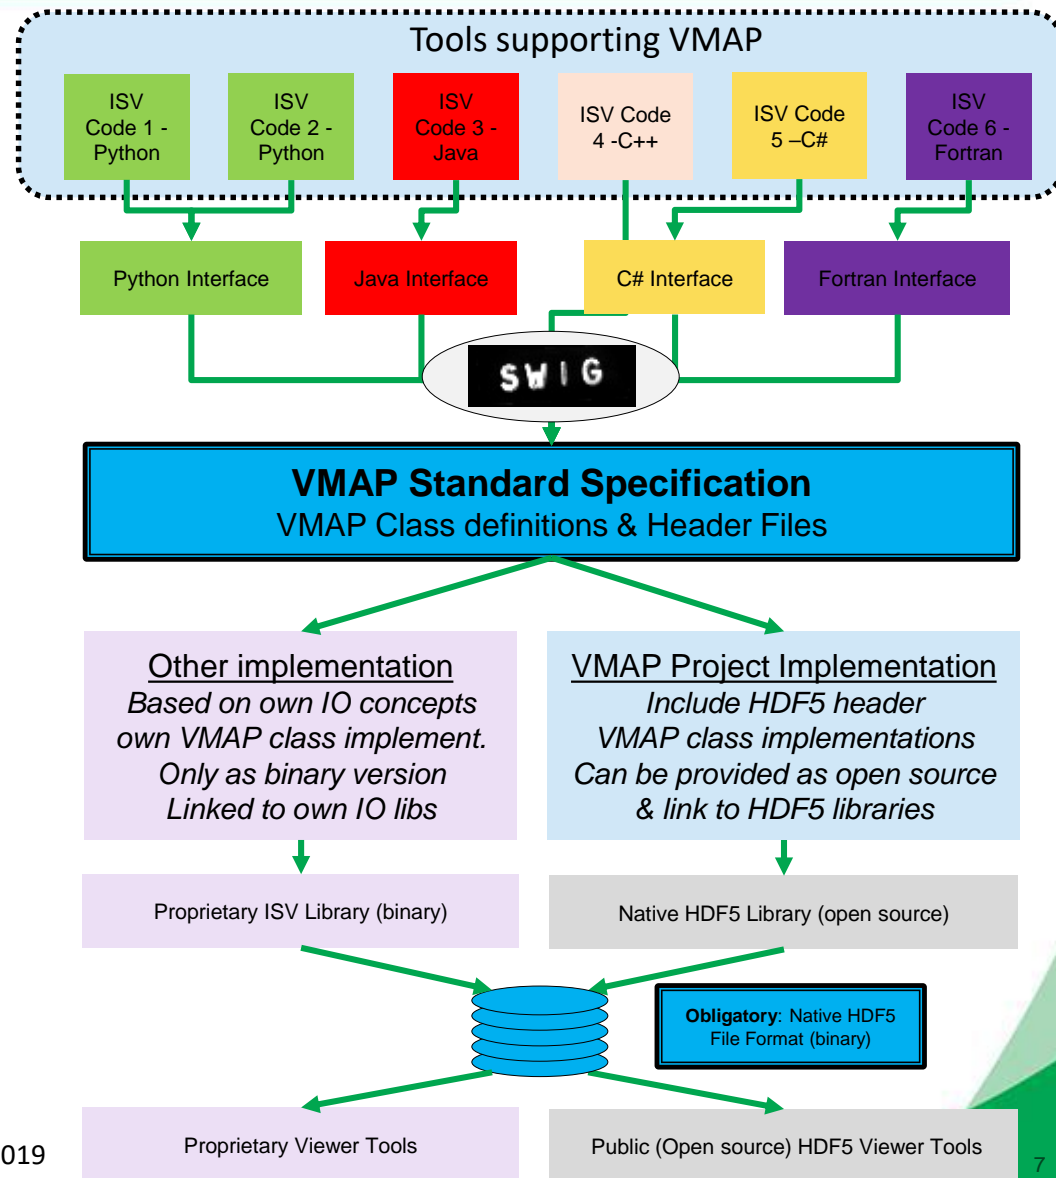 Tools supporting VMAP
ISV
Code 1 -
Python
ISV
Code 2 -
Python
ISV
Code 3 -
Java
ISV Code
4 -C++
ISV Code
5 –C#
ISV
Code 6 -
Fortran
Python Interface
Java Interface
C# Interface
Fortran Interface
SWIG
VMAP Standard Specification
VMAP Class definitions & Header Files
Other implementation
Based on own IO concepts
own VMAP class implement.
Only as binary version
Linked to own IO libs
VMAP Project Implementation
Include HDF5 header
VMAP class implementations
Can be provided as open source
& link to HDF5 libraries
Proprietary ISV Library (binary)
Native HDF5 Library (open source)
Obligatory: Native HDF5
File Format (binary)
Proprietary Viewer Tools
Public (Open source) HDF5 Viewer Tools
019
7